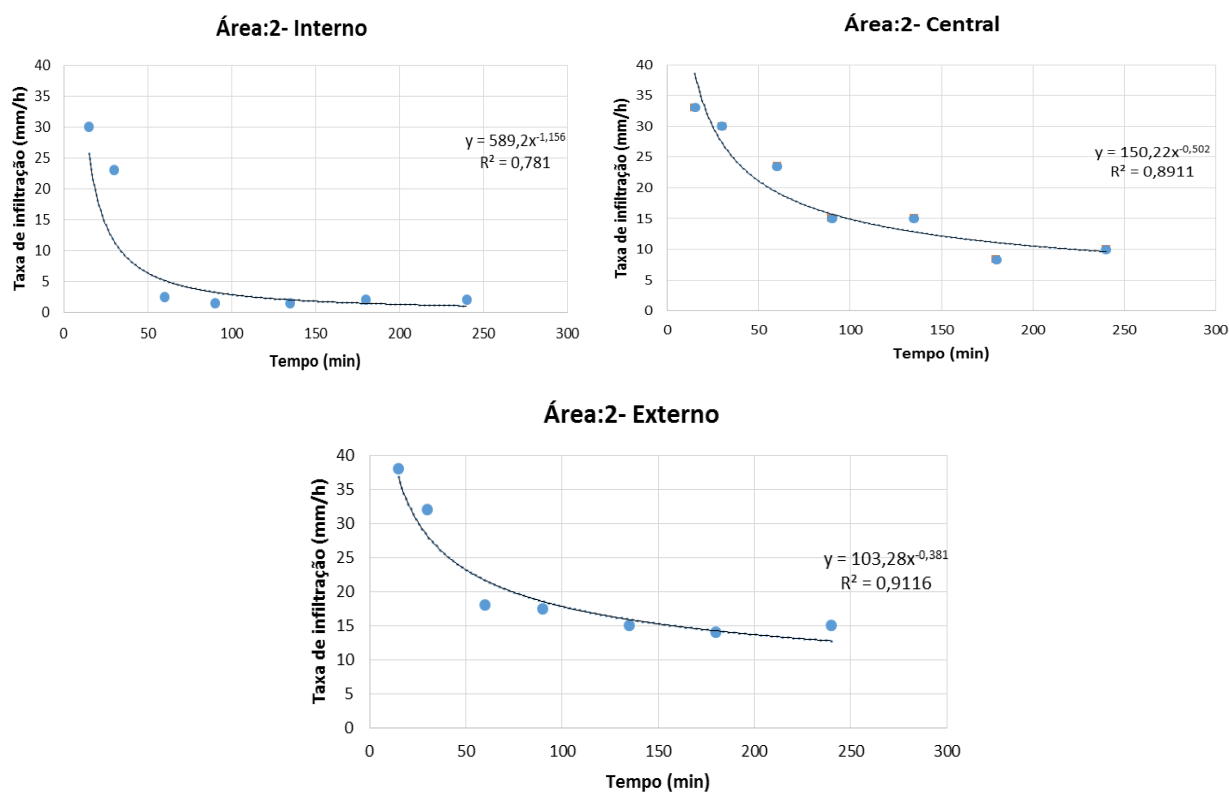 Área:2- Interno
Taxa de infiltração (mm/h)
40
35
30
25
20
15
10
5
0
y = 589,2x^-1,156
R² = 0,781
0 50 100 150 200 250 300
Tempo (min)
Área:2- Central
Taxa de infiltração (mm/h)
40
35
30
25
20
15
10
5
0
y = 150,22x^-0,502
R² = 0,8911
0 50 100 150 200 250 300
Tempo (min)
Área:2- Externo
Taxa de infiltração (mm/h)
40
35
30
25
20
15
10
5
0
y = 103,28x^-0,381
R² = 0,9116
0 50 100 150 200 250 300
Tempo (min)